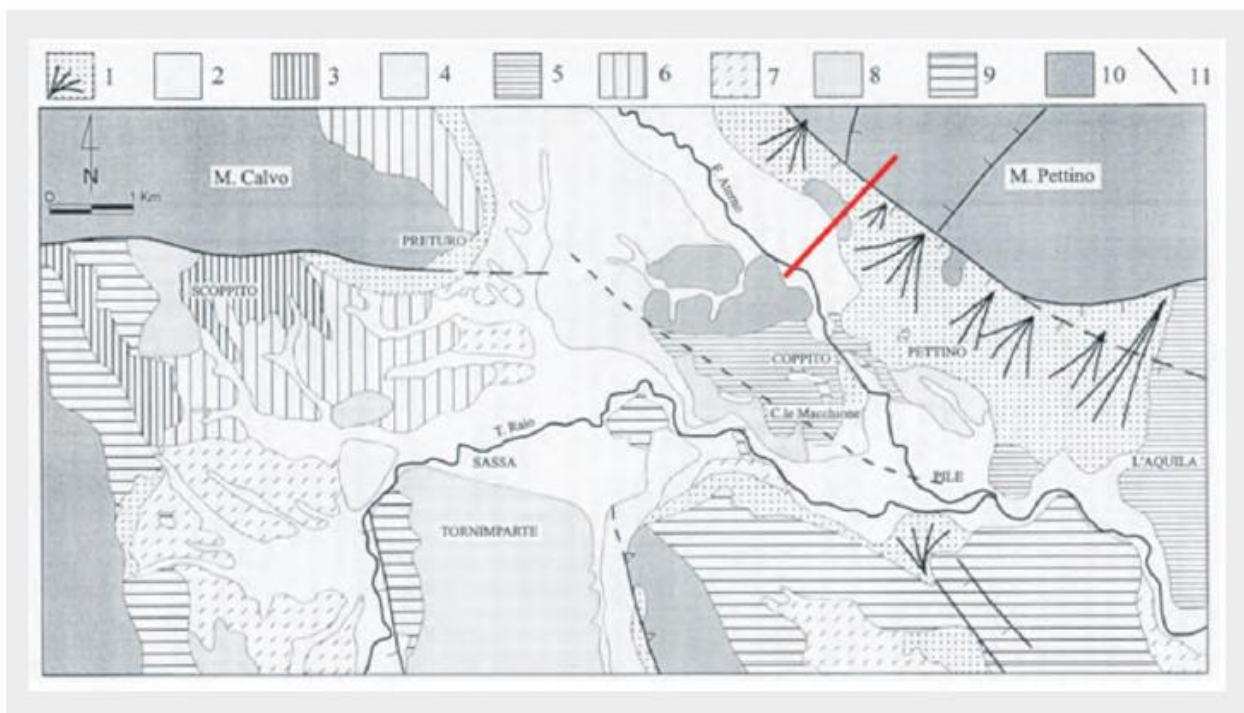 1 2 3 4 5 6 7 8 9 10 11
N
0 1 Km
M. Calvo
F. Aterno
M. Pettino
PRETURO
SCOPPITO
COPPITO
PETTINO
C.le Macchione
T. Raio
SASSA
PILE
L'AQUILA
TORNIMPARTE